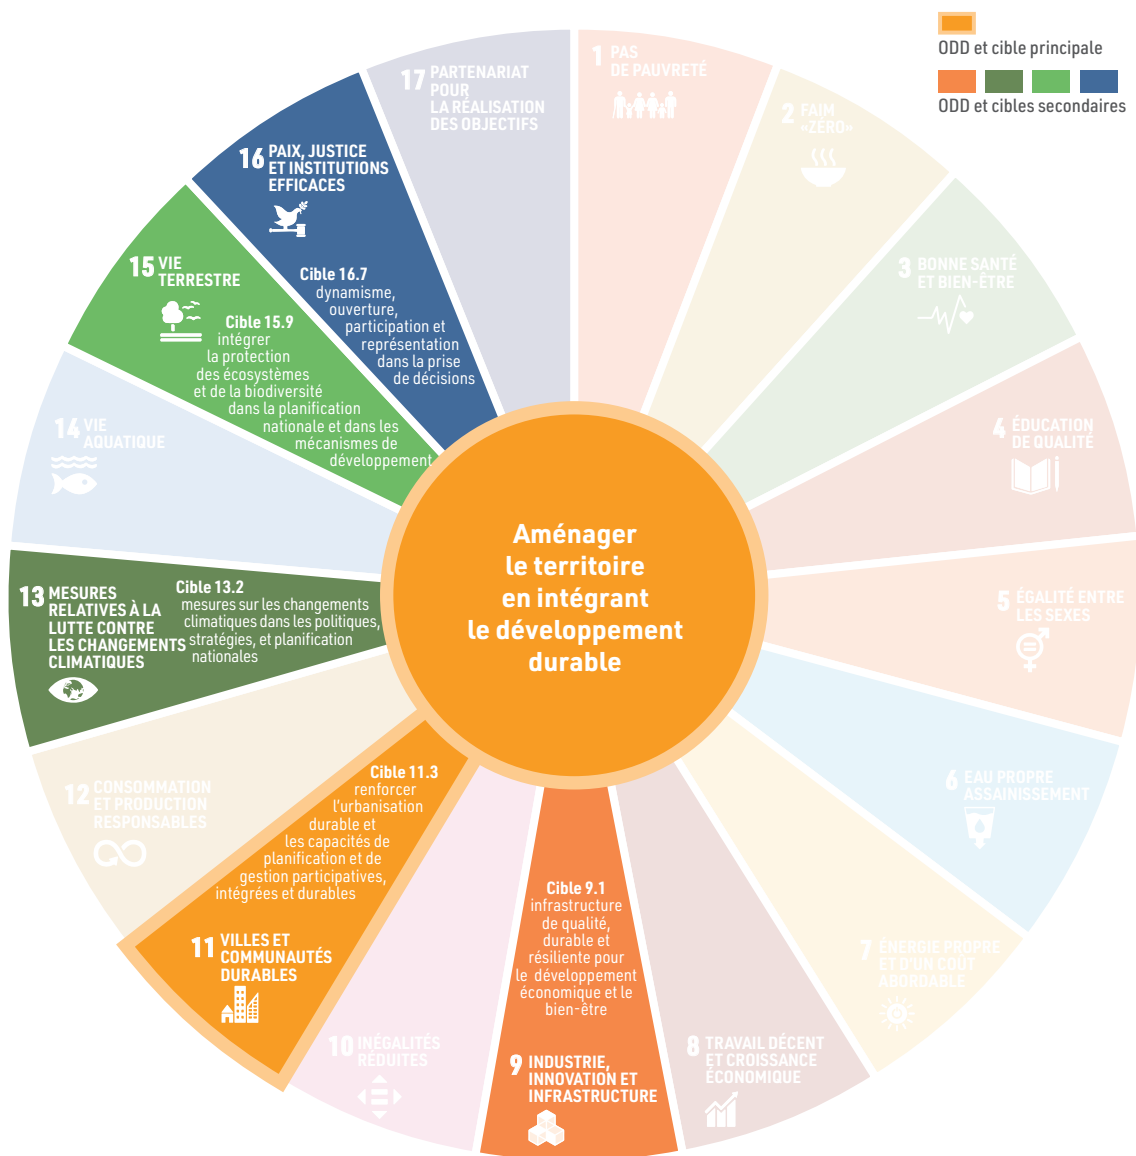 ODD et cible principale
ODD et cibles secondaires
1 PAS
DE PAUVRETÉ
2 FAIM
«ZÉRO»
3 BONNE SANTÉ
ET BIEN-ÊTRE
4 ÉDUCATION
DE QUALITÉ
5 ÉGALITÉ ENTRE
LES SEXES
6 EAU PROPRE
ASSAINISSEMENT
7 ÉNERGIE PROPRE
ET D'UN COÛT
ABORDABLE
8 TRAVAIL DÉCENT
ET CROISSANCE
ÉCONOMIQUE
Cible 9.1
infrastructure
de qualité,
durable et
résiliente pour
le développement
économique et le
bien-être
9 INDUSTRIE,
INNOVATION ET
INFRASTRUCTURE
10 INÉGALITÉS
RÉDUITES
Cible 11.3
renforcer
l'urbanisation
durable et
les capacités de
planification et de
gestion participatives,
intégrées et durables
11 VILLES ET
COMMUNAUTÉS
DURABLES
12 CONSOMMATION
ET PRODUCTION
RESPONSABLES
13 MESURES
RELATIVES À LA
LUTTE CONTRE
LES CHANGEMENTS
CLIMATIQUES
Cible 13.2
mesures sur les changements
climatiques dans les politiques,
stratégies, et planification
nationales
14 VIE
AQUATIQUE
15 VIE
TERRESTRE
Cible 15.9
intégrer
la protection
des écosystèmes
et de la biodiversité
dans la planification
nationale et dans les
mécanismes de
développement
16 PAIX, JUSTICE
ET INSTITUTIONS
EFFICACES
Cible 16.7
dynamisme,
ouverture,
participation et
représentation
dans la prise
de décisions
17 PARTENARIAT
POUR
LA RÉALISATION
DES OBJECTIFS
Aménager
le territoire
en intégrant
le développement
durable